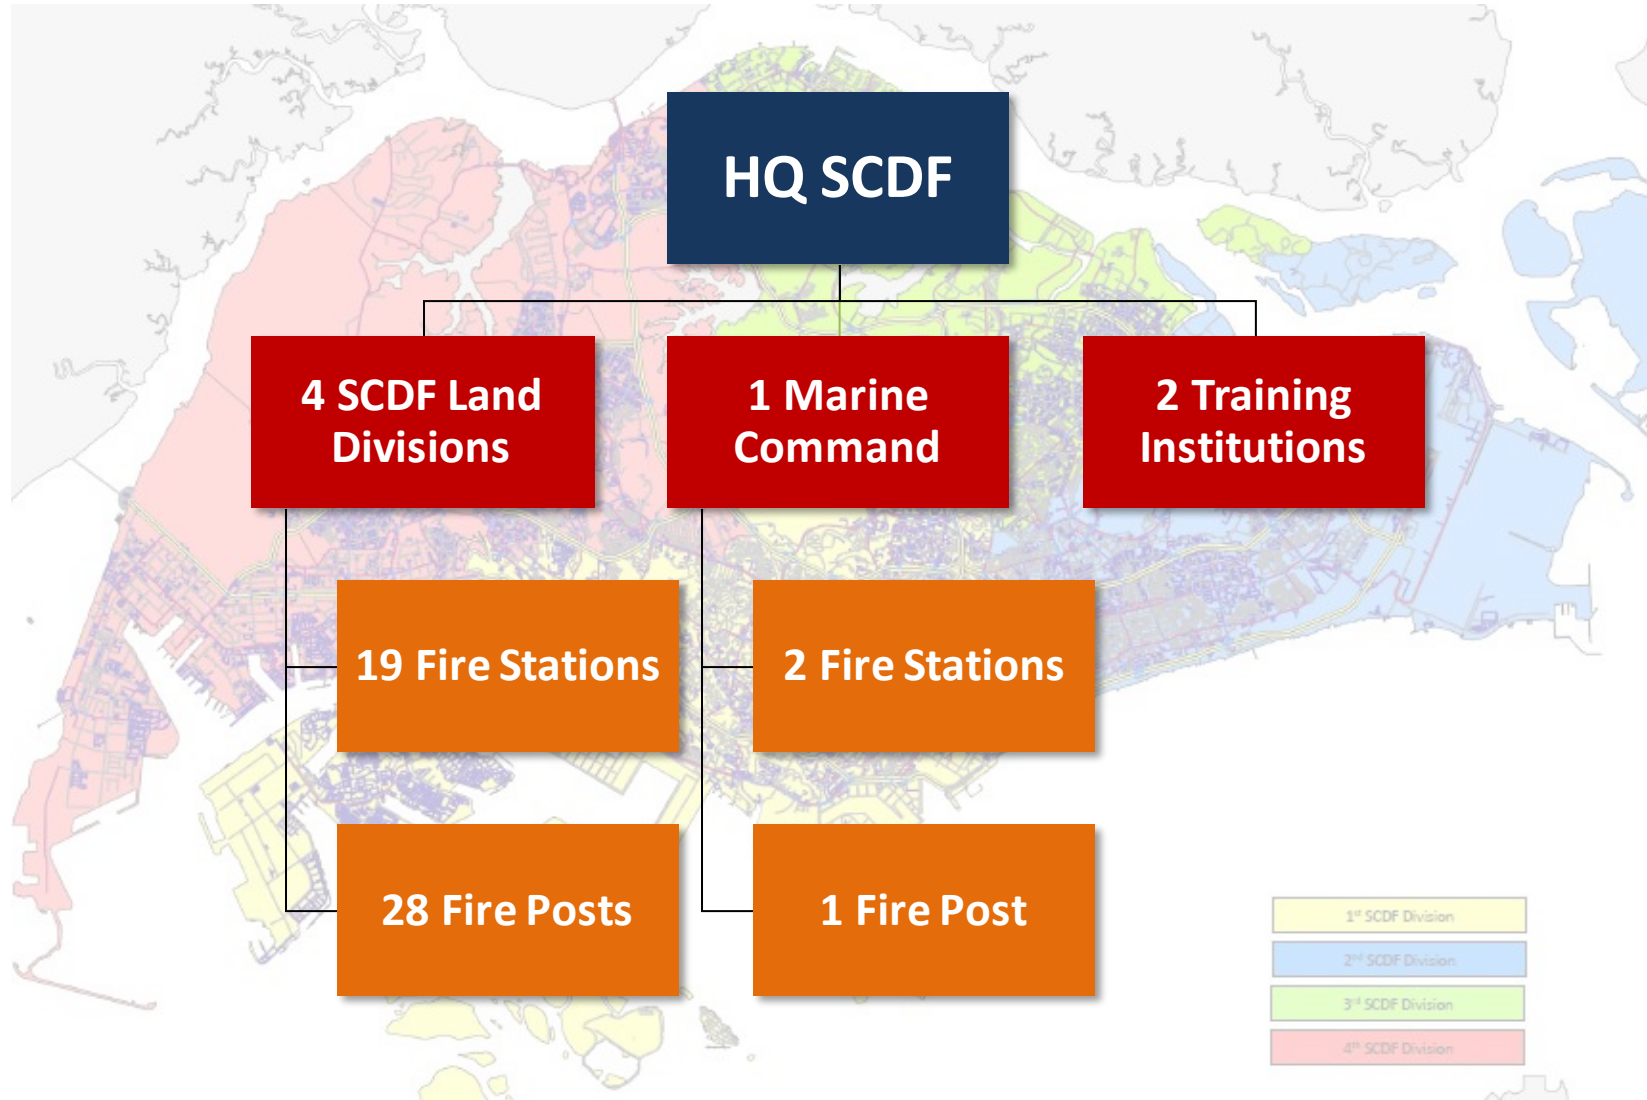 HQ SCDF
4 SCDF Land
Divisions
1 Marine
Command
2 Training
Institutions
19 Fire Stations
2 Fire Stations
28 Fire Posts
1 Fire Post
1st SCDF Division
2nd SCDF Division
3rd SCDF Division
4th SCDF Division